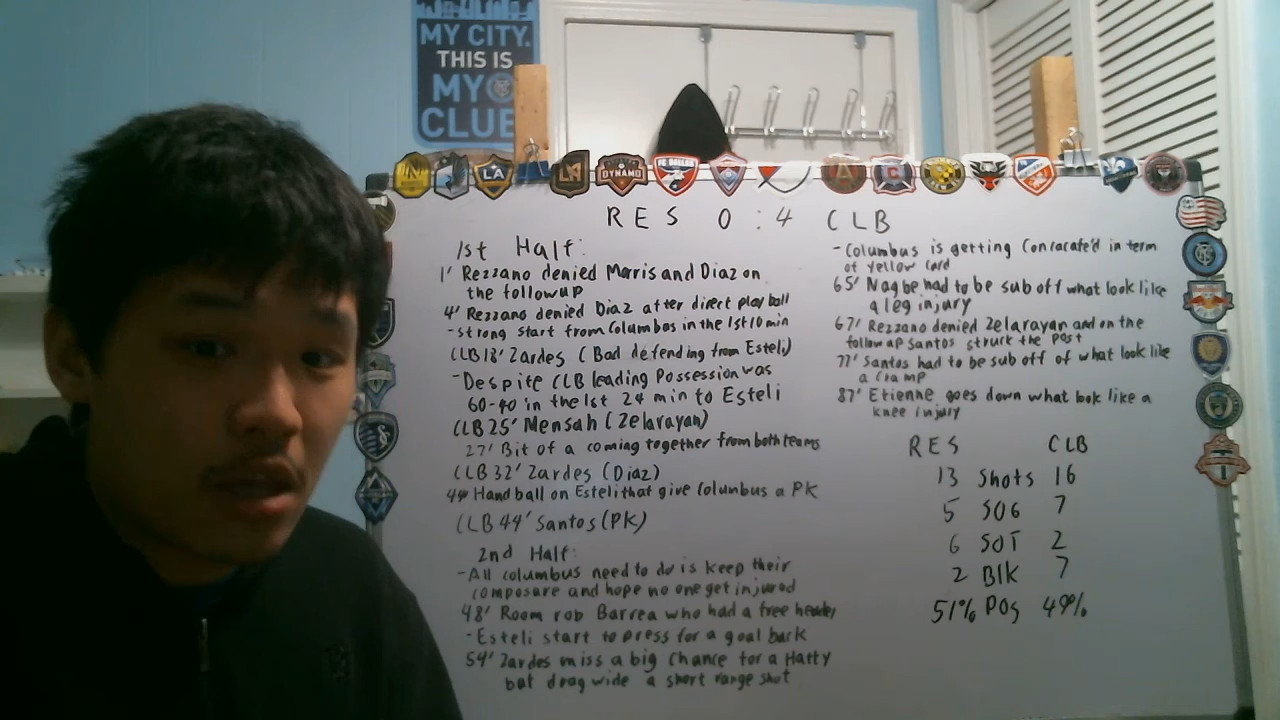 MY CITY.
THIS IS
MY
CLUB
LA
DYNAMO
FC DALLAS
RES 0:4 CLB
1st Half:
1' Rezzano denied Morris and Diaz on
the followup
4' Rezzano denied Diaz after direct play ball
-strong start from Columbus in the 1st 10 min
CLB 18' Zardes (Bad defending from Esteli)
-Despite CLB leading Possession was
60-40 in the 1st 24 min to Esteli
CLB 25' Mensah (Zelarayan)
27' Bit of a coming together from both teams
CLB 32' Zardes (Diaz)
44' Hand ball on Esteli that give Columbus a PK
CLB 44' Santos (PK)
2nd Half:
-All columbus need to do is keep their
composure and hope no one get injured
48' Room rob Barrea who had a free header
-Esteli start to press for a goal back
54' Zardes miss a big chance for a Hatty
but drag wide a short range shot
-Columbus is getting Concacafe'd in term
of yellow card
65' Nagbe had to be sub off what look like
a leg injury
67' Rezzano denied Zelarayan and on the
followup Santos struck the post
77' Santos had to be sub off of what look like
a cramp
87' Etienne goes down what look like a
knee injury
RES CLB
13 Shots 16
5 SOG 7
6 SOT 2
2 Blk 7
51% Pos 49%